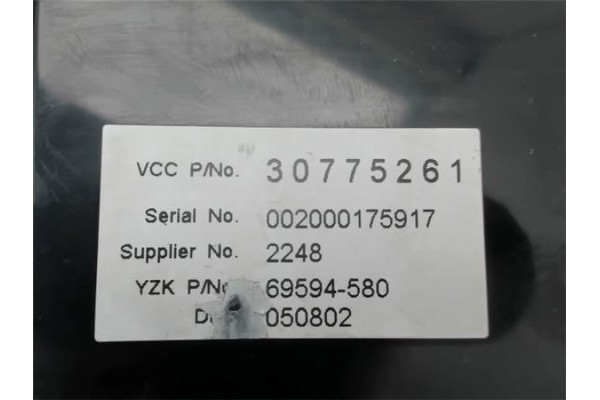 VCC P/No. 30775261
Serial No. 002000175917
Supplier No. 2248
YZK P/No 69594-580
050802